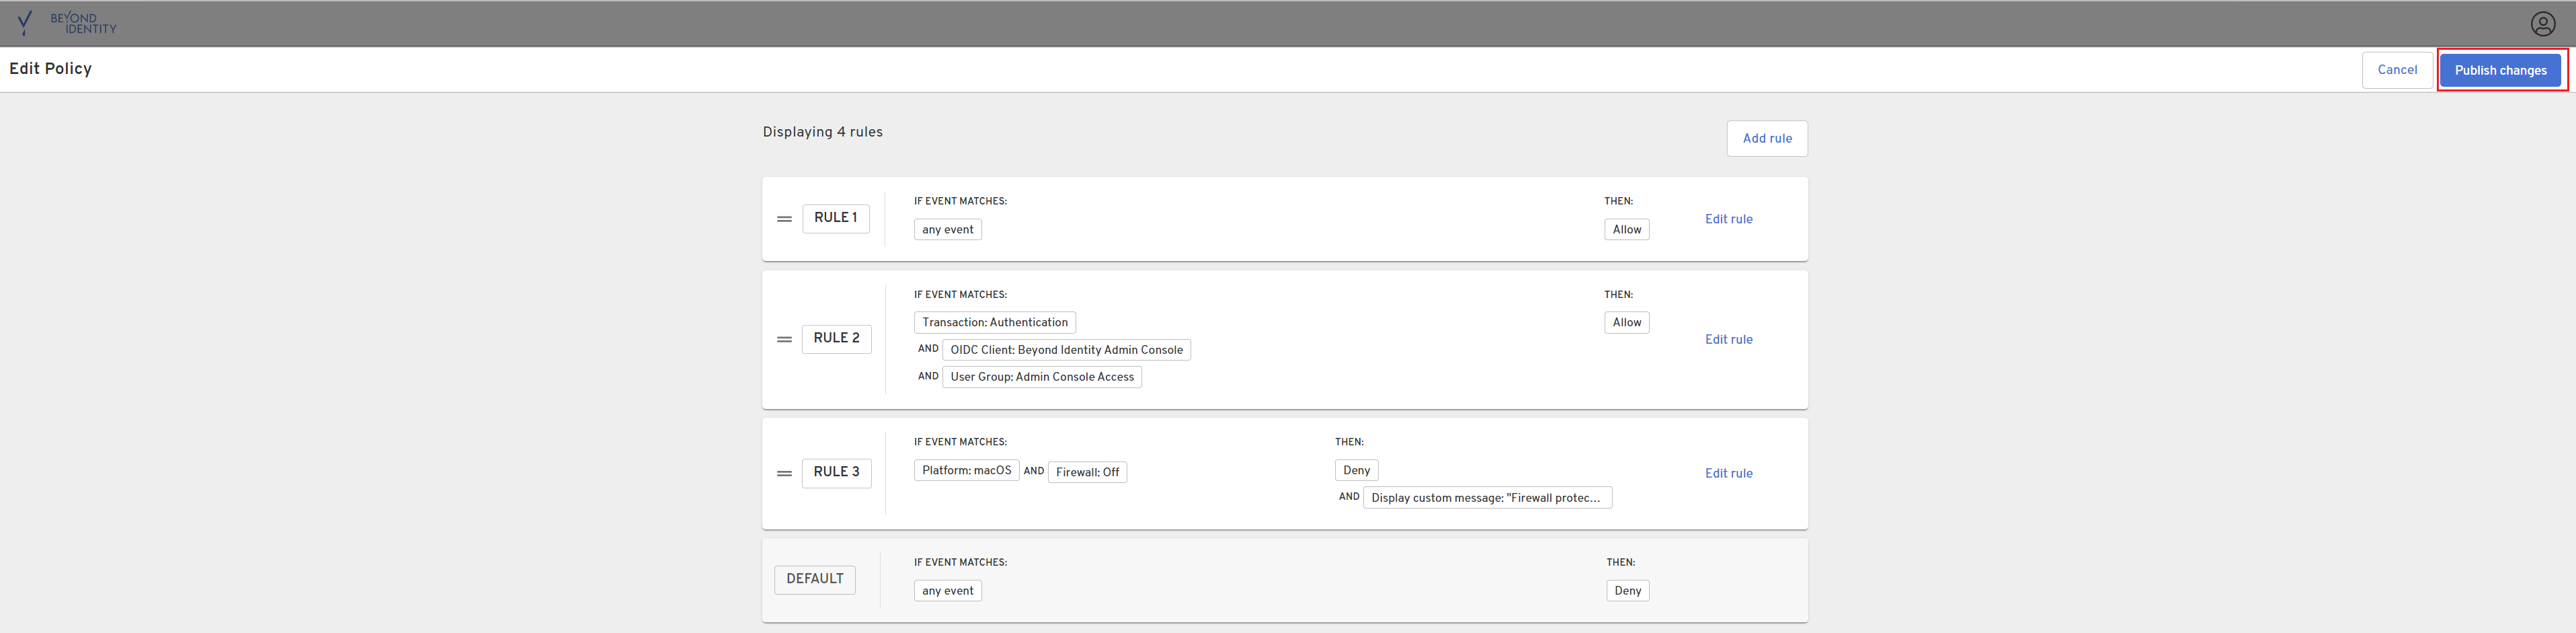 BEYOND
IDENTITY
Edit Policy
Cancel
Publish changes
Displaying 4 rules
Add rule
RULE 1
IF EVENT MATCHES:
any event
THEN:
Allow
Edit rule
RULE 2
IF EVENT MATCHES:
Transaction: Authentication
AND OIDC Client: Beyond Identity Admin Console
AND User Group: Admin Console Access
THEN:
Allow
Edit rule
RULE 3
IF EVENT MATCHES:
Platform: macOS AND Firewall: Off
THEN:
Deny
AND Display custom message: "Firewall protec...
Edit rule
DEFAULT
IF EVENT MATCHES:
any event
THEN:
Deny